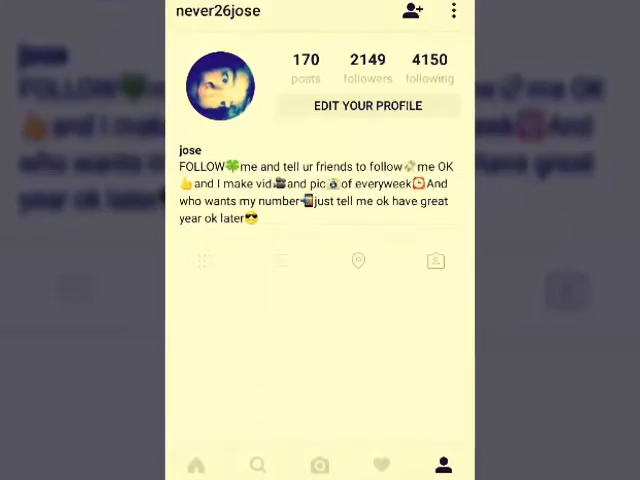 never26jose
170 2149 4150
posts followers following
EDIT YOUR PROFILE
jose
FOLLOW🍀me and tell ur friends to follow💸me OK
👍and I make vid🎥and pic📷of everyweek⏰And
who wants my number📲just tell me ok have great
year ok later😎